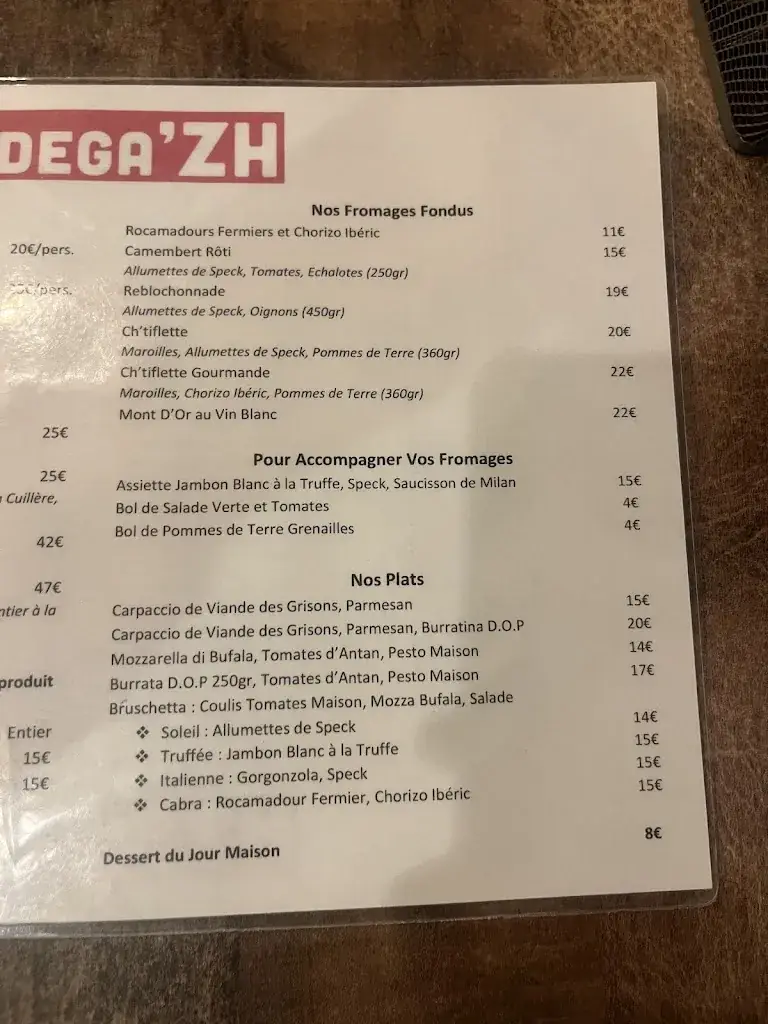 DEGA'ZH
20€/pers.
€/pers.
25€
25€
Cuillère,
42€
47€
ntier à la
produit
Entier
15€
15€
Nos Fromages Fondus
Rocamadours Fermiers et Chorizo Ibéric 11€
Camembert Rôti 15€
Allumettes de Speck, Tomates, Echalotes (250gr)
Reblochonnade 19€
Allumettes de Speck, Oignons (450gr)
Ch'tiflette 20€
Maroilles, Allumettes de Speck, Pommes de Terre (360gr)
Ch'tiflette Gourmande 22€
Maroilles, Chorizo Ibéric, Pommes de Terre (360gr)
Mont D'Or au Vin Blanc 22€
Pour Accompagner Vos Fromages
Assiette Jambon Blanc à la Truffe, Speck, Saucisson de Milan 15€
Bol de Salade Verte et Tomates 4€
Bol de Pommes de Terre Grenailles 4€
Nos Plats
Carpaccio de Viande des Grisons, Parmesan 15€
Carpaccio de Viande des Grisons, Parmesan, Burratina D.O.P 20€
Mozzarella di Bufala, Tomates d'Antan, Pesto Maison 14€
Burrata D.O.P 250gr, Tomates d'Antan, Pesto Maison 17€
Bruschetta : Coulis Tomates Maison, Mozza Bufala, Salade
❖ Soleil : Allumettes de Speck 14€
❖ Truffée : Jambon Blanc à la Truffe 15€
❖ Italienne : Gorgonzola, Speck 15€
❖ Cabra : Rocamadour Fermier, Chorizo Ibéric 15€
Dessert du Jour Maison 8€